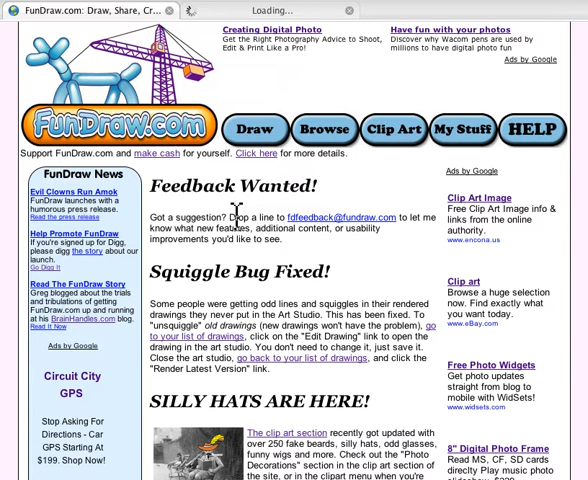 FunDraw.com: Draw, Share, Cr...
Loading...
Creating Digital Photo
Get the Right Photography Advice to Shoot,
Edit & Print Like a Pro!
Have fun with your photos
Discover why Wacom pens are used by
millions to have digital photo fun
Ads by Google
FunDraw.com
Draw
Browse
Clip Art
My Stuff
HELP
Support FunDraw.com and make cash for yourself. Click here for more details.
FunDraw News
Evil Clowns Run Amok
FunDraw launches with a
humorous press release.
Read the press release
Help Promote FunDraw
If you're signed up for Digg,
please digg the story about our
launch.
Go Digg It
Read The FunDraw Story
Greg blogged about the trials
and tribulations of getting
FunDraw.com up and running
at his BrainHandles.com blog.
Read It Now
Ads by Google
Circuit City
GPS
Stop Asking For
Directions - Car
GPS Starting At
$199. Shop Now!
Feedback Wanted!
Got a suggestion? Drop a line to fdfeedback@fundraw.com to let me
know what new features, additional content, or usability
improvements you'd like to see.
Squiggle Bug Fixed!
Some people were getting odd lines and squiggles in their rendered
drawings they never put in the Art Studio. This has been fixed. To
"unsquiggle" old drawings (new drawings won't have the problem), go
to your list of drawings, click on the "Edit Drawing" link to open the
drawing in the art studio. You don't need to change it, just save it.
Close the art studio, go back to your list of drawings, and click the
"Render Latest Version" link.
SILLY HATS ARE HERE!
The clip art section recently got updated with
over 250 fake beards, silly hats, odd glasses,
funny wigs and more. Check out the "Photo
Decorations" section in the clip art section of
the site, or in the clipart menu when you're
Ads by Google
Clip Art Image
Free Clip Art Image info &
links from the online
authority.
www.encona.us
Clip art
Browse a huge selection
now. Find exactly what
you want today.
www.eBay.com
Free Photo Widgets
Get photo updates
straight from blog to
mobile with WidSets!
www.widsets.com
8" Digital Photo Frame
Read MS, CF, SD cards
direclty Play music photo